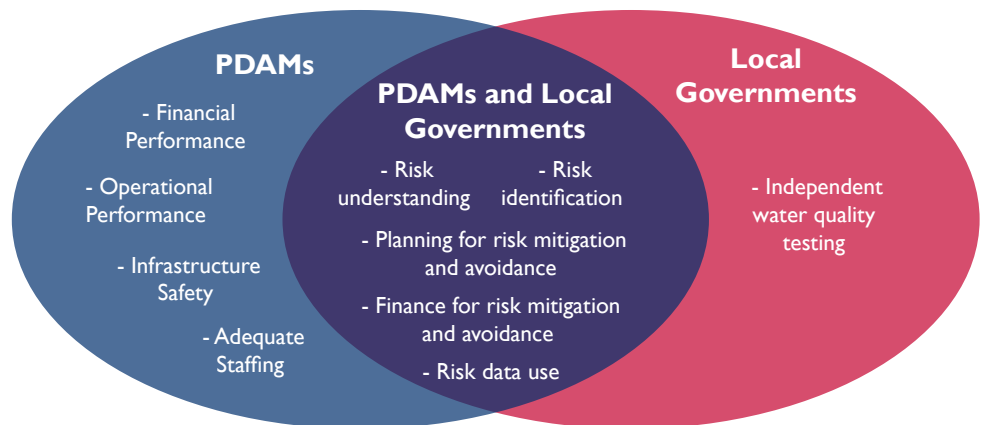 PDAMs
- Financial
Performance
- Operational
Performance
- Infrastructure
Safety
- Adequate
Staffing
PDAMs and Local
Governments
- Risk
understanding
- Risk
identification
- Planning for risk mitigation
and avoidance
- Finance for risk mitigation
and avoidance
- Risk data use
Local
Governments
- Independent
water quality
testing